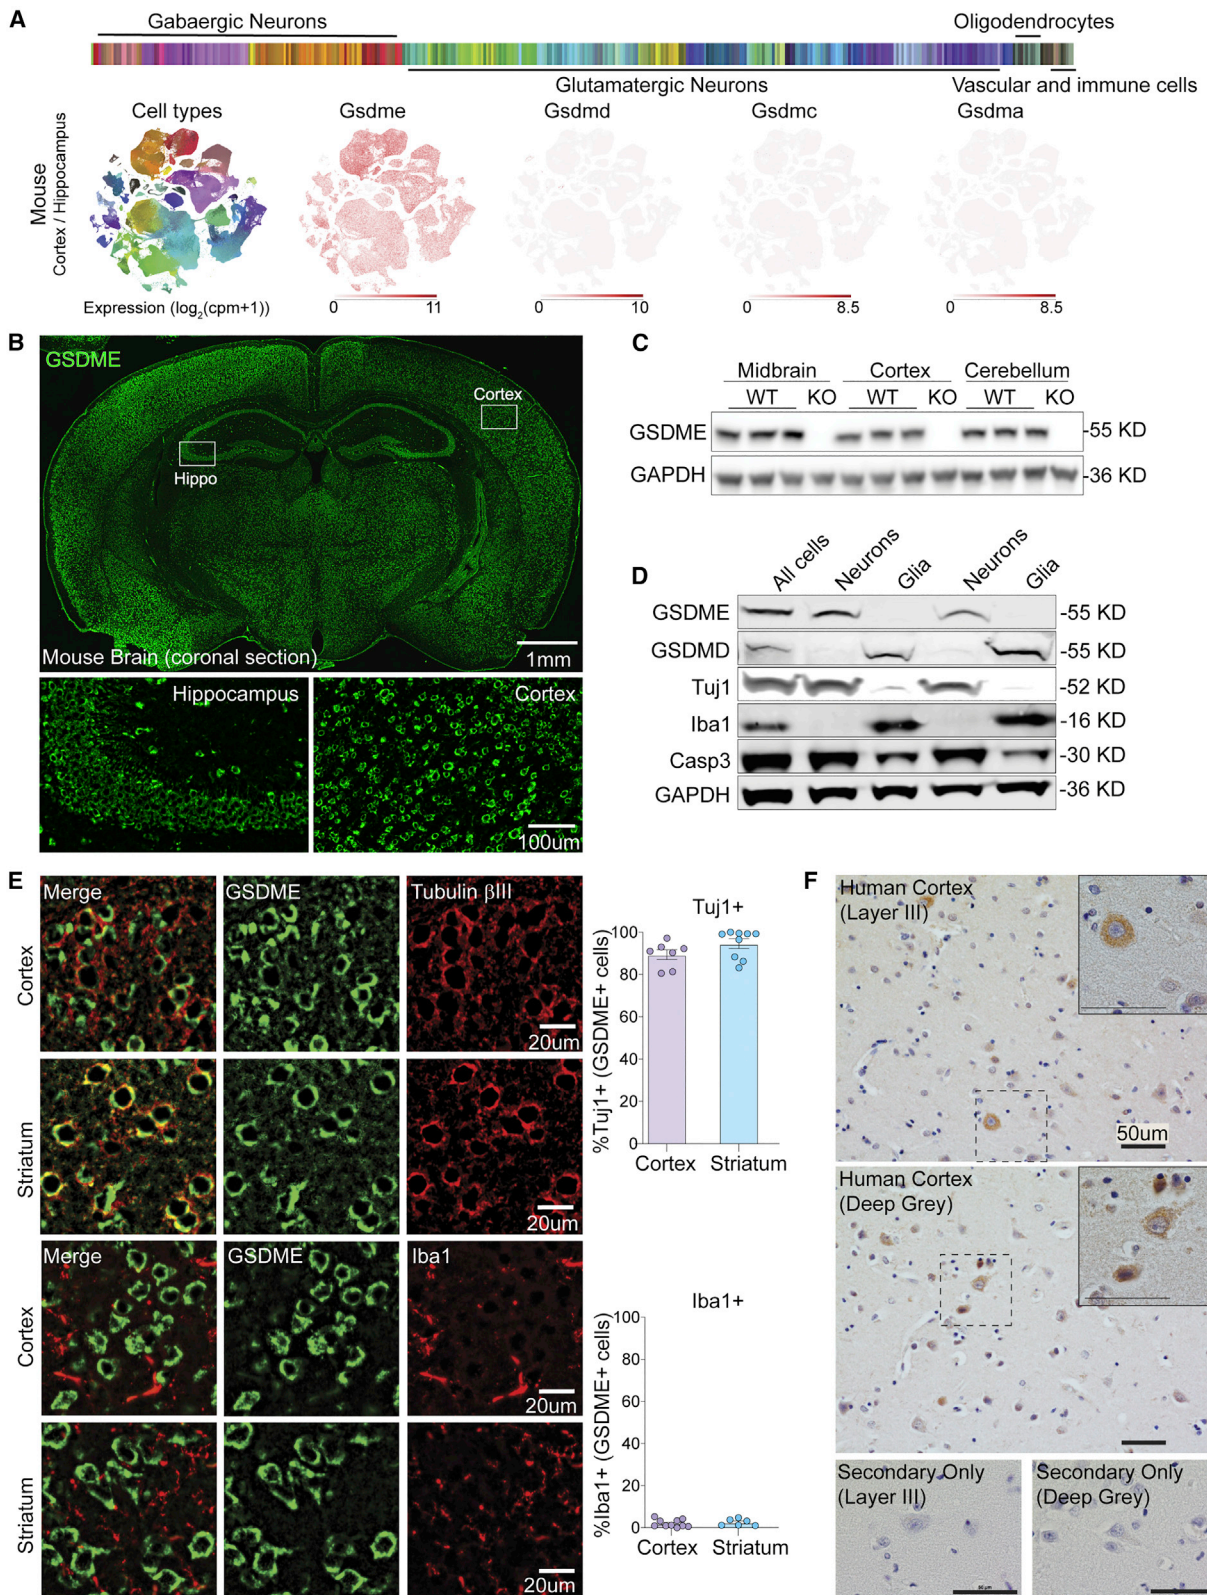 A
Gabaergic Neurons
Oligodendrocytes
Glutamatergic Neurons
Vascular and immune cells
Cell types
Gsdme
Gsdmd
Gsdmc
Gsdma
Mouse
Cortex / Hippocampus
Expression (log2(cpm+1))
0 11
0 10
0 8.5
0 8.5
B
GSDME
Cortex
Hippo
Mouse Brain (coronal section)
1mm
Hippocampus
Cortex
100um
C
Midbrain Cortex Cerebellum
WT KO WT KO WT KO
GSDME -55 KD
GAPDH -36 KD
D
All cells Neurons Glia Neurons Glia
GSDME -55 KD
GSDMD -55 KD
Tuj1 -52 KD
Iba1 -16 KD
Casp3 -30 KD
GAPDH -36 KD
E
Merge GSDME Tubulin βIII
Cortex
20um
Striatum
20um
Merge GSDME Iba1
Cortex
20um
Striatum
20um
Tuj1+
%Tuj1+ (GSDME+ cells)
100
80
60
40
20
0
Cortex Striatum
Iba1+
%Iba1+ (GSDME+ cells)
100
80
60
40
20
0
Cortex Striatum
F
Human Cortex
(Layer III)
50um
Human Cortex
(Deep Grey)
Secondary Only
(Layer III)
Secondary Only
(Deep Grey)